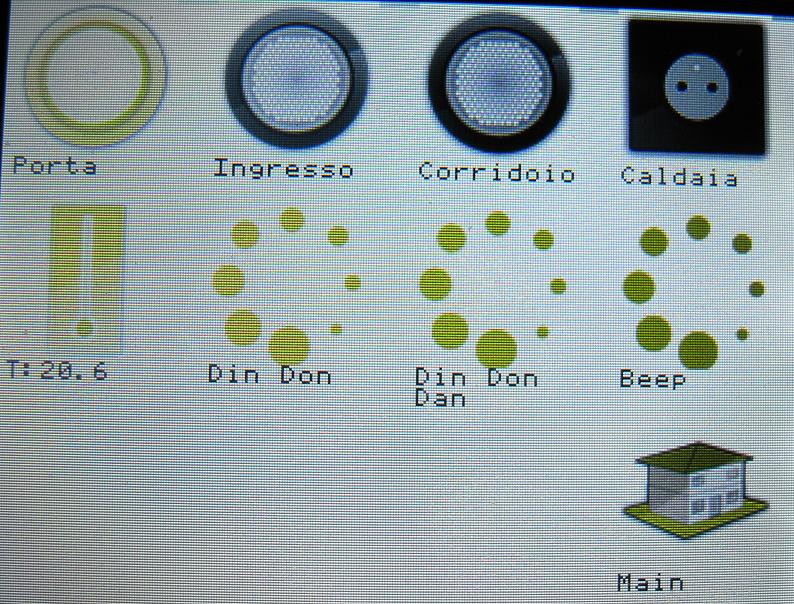 Porta
Ingresso
Corridoio
Caldaia
T:20.6
Din Don
Din Don
Dan
Beep
Main